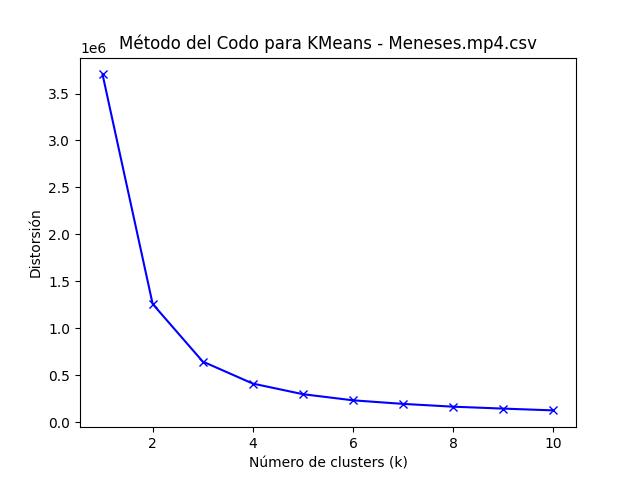 Método del Codo para KMeans - Meneses.mp4.csv
1e6
3.5
3.0
2.5
2.0
1.5
1.0
0.5
0.0
Distorsión
2 4 6 8 10
Número de clusters (k)